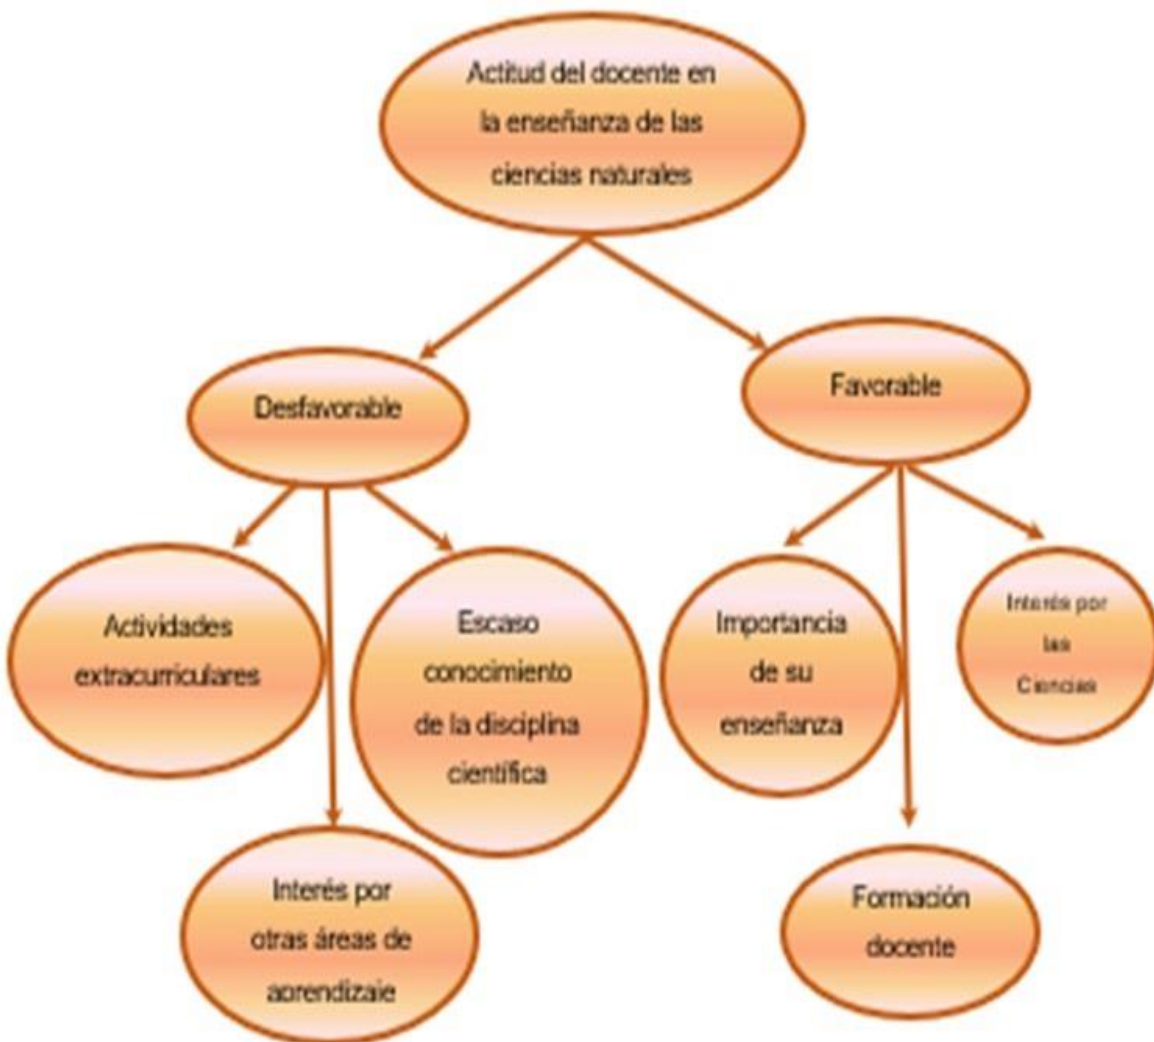 Actitud del docente en
la enseñanza de las
ciencias naturales
Desfavorable
Favorable
Actividades
extracurriculares
Escaso
conocimiento
de la disciplina
científica
Importancia
de su
enseñanza
Interés por
las
Ciencias
Interés por
otras áreas de
aprendizaje
Formación
docente